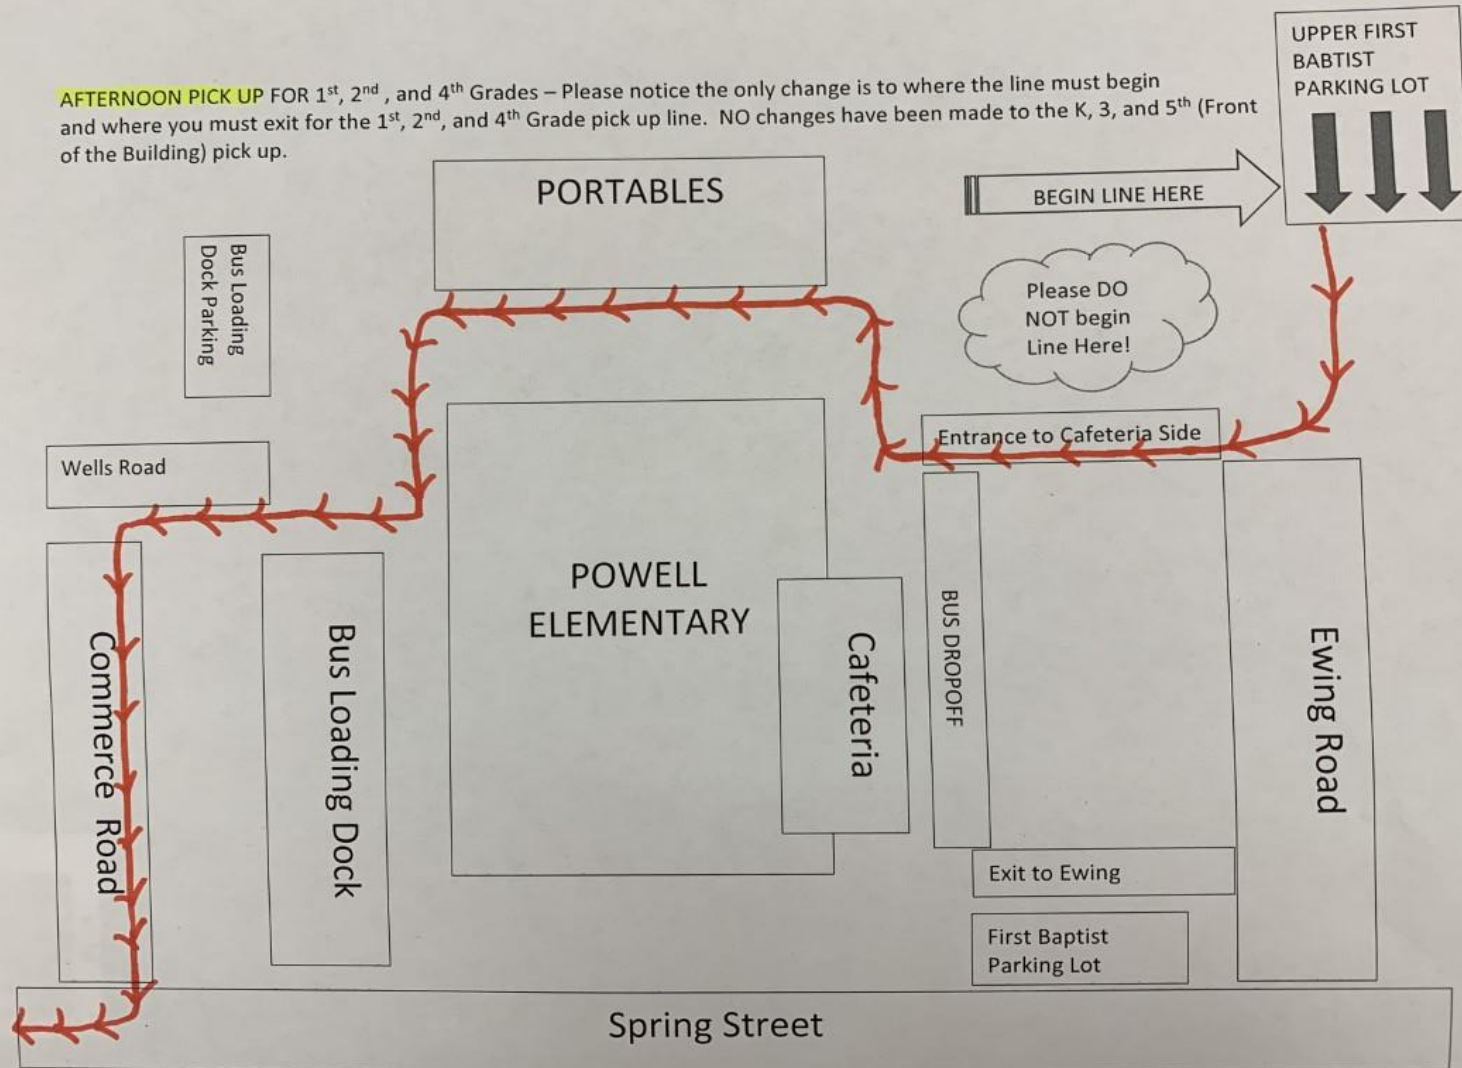 UPPER FIRST
BABTIST
PARKING LOT
AFTERNOON PICK UP FOR 1st, 2nd , and 4th Grades – Please notice the only change is to where the line must begin
and where you must exit for the 1st, 2nd, and 4th Grade pick up line.  NO changes have been made to the K, 3, and 5th (Front
of the Building) pick up.
PORTABLES
BEGIN LINE HERE
Bus Loading
Dock Parking
Please DO
NOT begin
Line Here!
Entrance to Cafeteria Side
Wells Road
POWELL
ELEMENTARY
Commerce Road
Bus Loading Dock
Cafeteria
BUS DROPOFF
Ewing Road
Exit to Ewing
First Baptist
Parking Lot
Spring Street